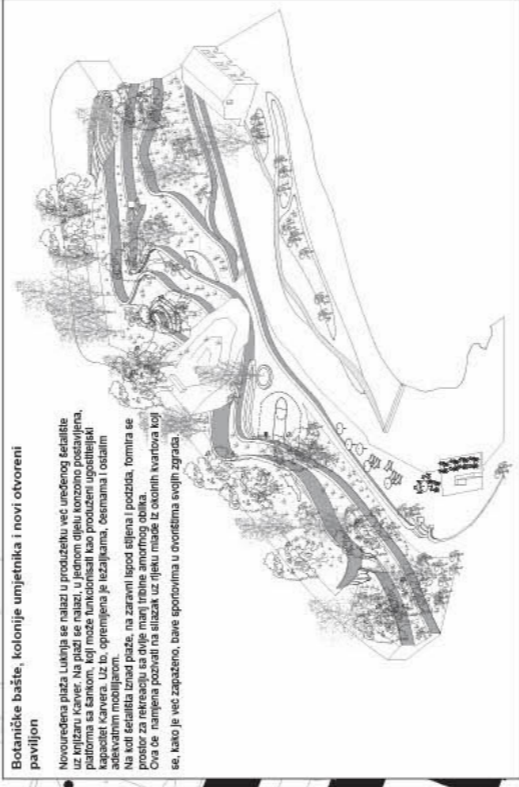 Botaničke bašte, kolonije umjetnika i novi otvoreni
paviljon
Novouređena plaža Lukinja se nalazi u produžetku već uređenog šetalište
uz knjižaru Karver. Na plaži se nalazi, u jednom dijelu konzolno postavljena,
platforma sa šankom, koji može funkcionisati kao produženi ugostiteljski
kapacitet Karvera. Uz to, opremljena je ležaljkama, česmama i ostalim
adekvatnim mobilijarom.
Na koti šetališta iznad plaže, na zaravni ispod stijena i podzida, formira se
prostor za rekreaciju sa dvije manj tribine amorfnog oblika.
Ova će namjena pozivati na silazak uz rijeku mlade iz okolnih kvartova koji
se, kako je već zapaženo, bave sportovima u dvorištima svojih zgrada.